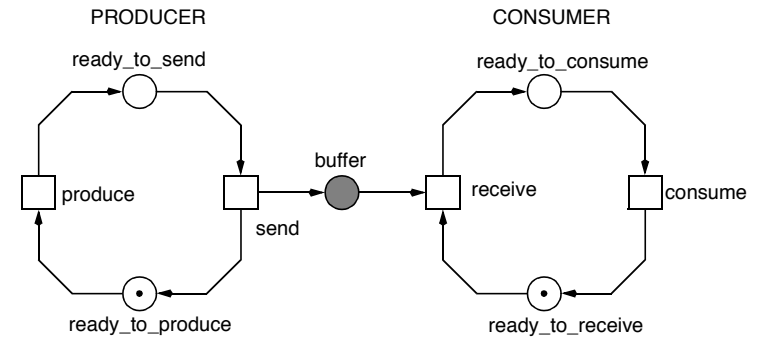 PRODUCER
CONSUMER
ready_to_send
ready_to_consume
buffer
produce
receive
consume
send
ready_to_produce
ready_to_receive